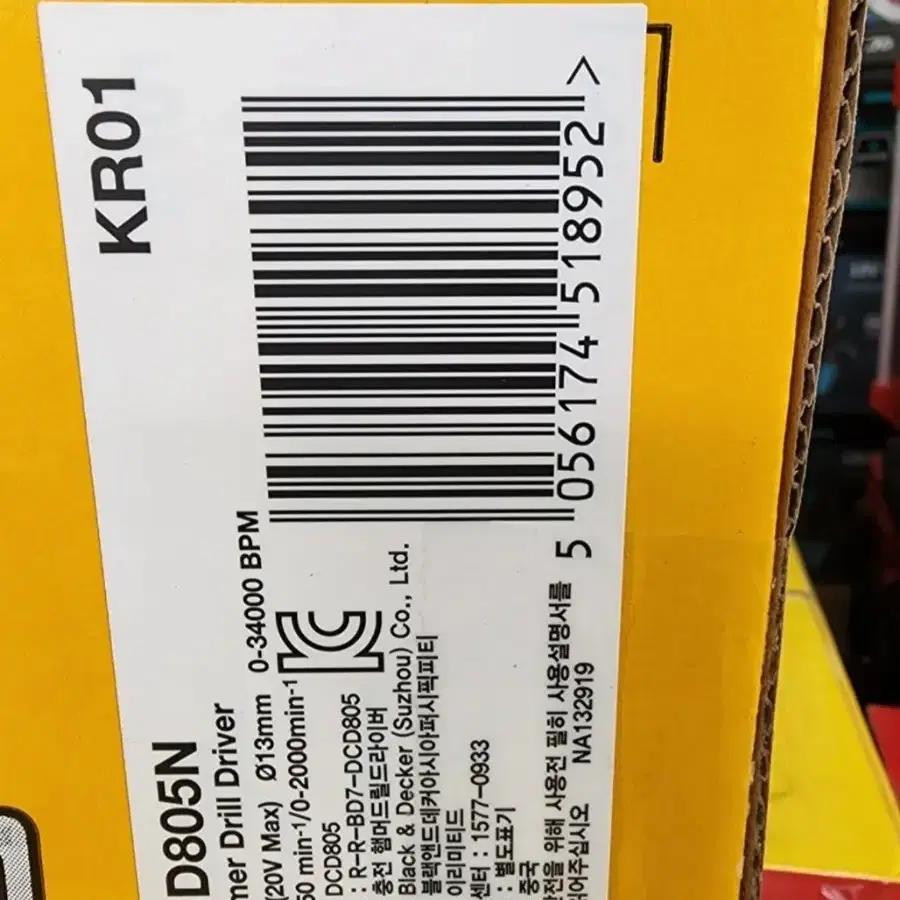 KR01
5 056174 518952 >
D805N
mer Drill Driver
(20V Max) Ø13mm 0-34000 BPM
50 min-1/0-2000min-1
DCD805
: R-R-BD7-DCD805
충전 햄머드릴드라이버
Black & Decker (Suzhou) Co., Ltd.
블랙앤드데커아시아퍼시픽피티
이리미티드
센터 : 1577-0933
: 별도표기
중국
안전을 위해 사용전 필히 사용설명서를
읽어주십시오 NA132919